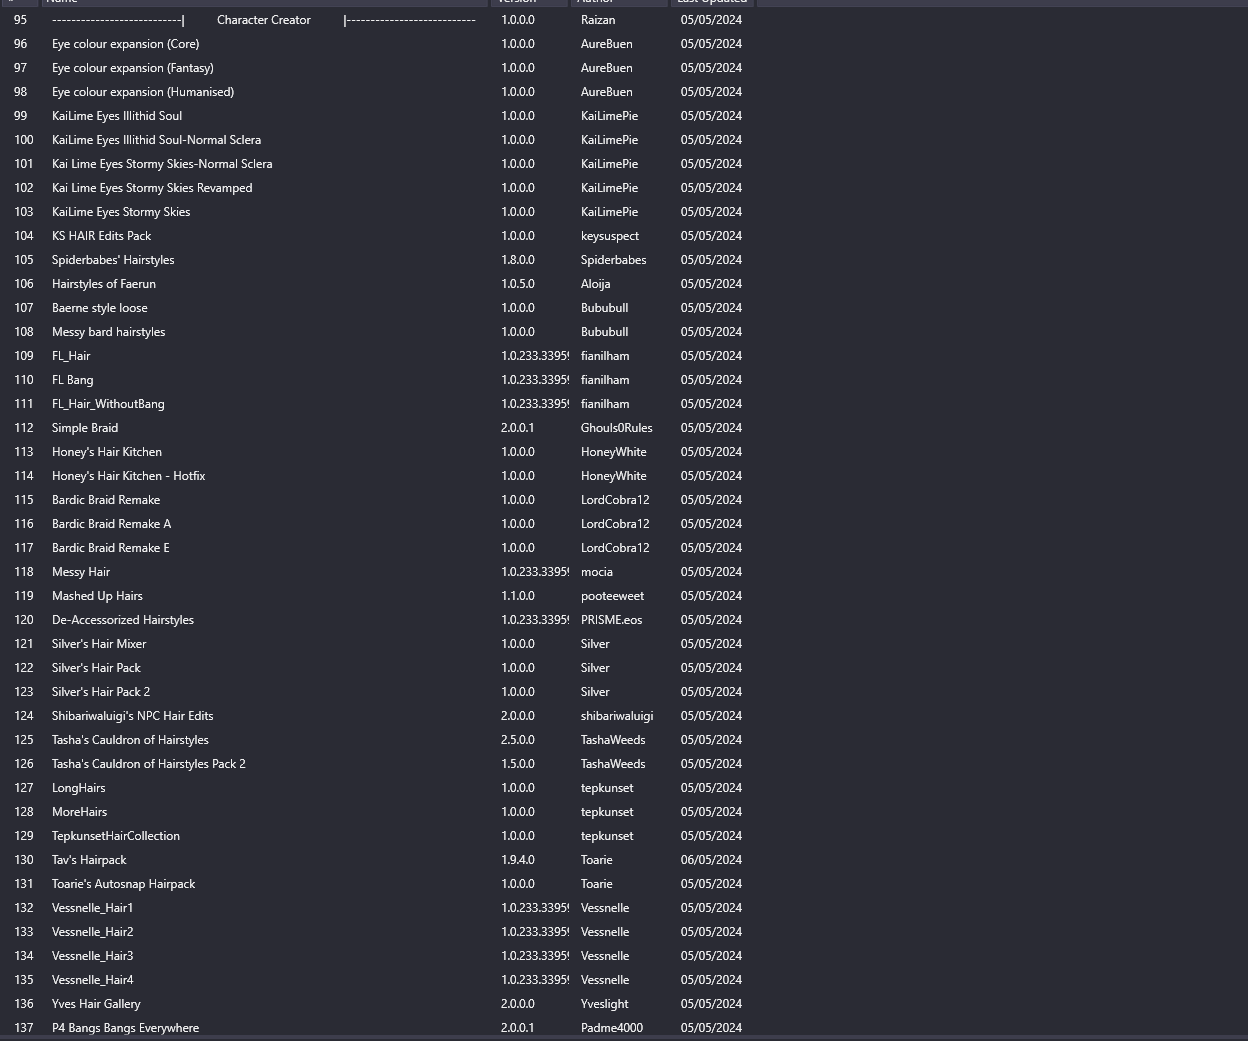 Name Version Author Last Updated
95 ---------------------------| Character Creator |--------------------------- 1.0.0.0 Raizan 05/05/2024
96 Eye colour expansion (Core) 1.0.0.0 AureBuen 05/05/2024
97 Eye colour expansion (Fantasy) 1.0.0.0 AureBuen 05/05/2024
98 Eye colour expansion (Humanised) 1.0.0.0 AureBuen 05/05/2024
99 KaiLime Eyes Illithid Soul 1.0.0.0 KaiLimePie 05/05/2024
100 KaiLime Eyes Illithid Soul-Normal Sclera 1.0.0.0 KaiLimePie 05/05/2024
101 Kai Lime Eyes Stormy Skies-Normal Sclera 1.0.0.0 KaiLimePie 05/05/2024
102 Kai Lime Eyes Stormy Skies Revamped 1.0.0.0 KaiLimePie 05/05/2024
103 KaiLime Eyes Stormy Skies 1.0.0.0 KaiLimePie 05/05/2024
104 KS HAIR Edits Pack 1.0.0.0 keysuspect 05/05/2024
105 Spiderbabes' Hairstyles 1.8.0.0 Spiderbabes 05/05/2024
106 Hairstyles of Faerun 1.0.5.0 Aloija 05/05/2024
107 Baerne style loose 1.0.0.0 Bububull 05/05/2024
108 Messy bard hairstyles 1.0.0.0 Bububull 05/05/2024
109 FL_Hair 1.0.233.3395 fianilham 05/05/2024
110 FL Bang 1.0.233.3395 fianilham 05/05/2024
111 FL_Hair_WithoutBang 1.0.233.3395 fianilham 05/05/2024
112 Simple Braid 2.0.0.1 Ghouls0Rules 05/05/2024
113 Honey's Hair Kitchen 1.0.0.0 HoneyWhite 05/05/2024
114 Honey's Hair Kitchen - Hotfix 1.0.0.0 HoneyWhite 05/05/2024
115 Bardic Braid Remake 1.0.0.0 LordCobra12 05/05/2024
116 Bardic Braid Remake A 1.0.0.0 LordCobra12 05/05/2024
117 Bardic Braid Remake E 1.0.0.0 LordCobra12 05/05/2024
118 Messy Hair 1.0.233.3395 mocia 05/05/2024
119 Mashed Up Hairs 1.1.0.0 pooteeweet 05/05/2024
120 De-Accessorized Hairstyles 1.0.233.3395 PRISME.eos 05/05/2024
121 Silver's Hair Mixer 1.0.0.0 Silver 05/05/2024
122 Silver's Hair Pack 1.0.0.0 Silver 05/05/2024
123 Silver's Hair Pack 2 1.0.0.0 Silver 05/05/2024
124 Shibariwaluigi's NPC Hair Edits 2.0.0.0 shibariwaluigi 05/05/2024
125 Tasha's Cauldron of Hairstyles 2.5.0.0 TashaWeeds 05/05/2024
126 Tasha's Cauldron of Hairstyles Pack 2 1.5.0.0 TashaWeeds 05/05/2024
127 LongHairs 1.0.0.0 tepkunset 05/05/2024
128 MoreHairs 1.0.0.0 tepkunset 05/05/2024
129 TepkunsetHairCollection 1.0.0.0 tepkunset 05/05/2024
130 Tav's Hairpack 1.9.4.0 Toarie 06/05/2024
131 Toarie's Autosnap Hairpack 1.0.0.0 Toarie 05/05/2024
132 Vessnelle_Hair1 1.0.233.3395 Vessnelle 05/05/2024
133 Vessnelle_Hair2 1.0.233.3395 Vessnelle 05/05/2024
134 Vessnelle_Hair3 1.0.233.3395 Vessnelle 05/05/2024
135 Vessnelle_Hair4 1.0.233.3395 Vessnelle 05/05/2024
136 Yves Hair Gallery 2.0.0.0 Yveslight 05/05/2024
137 P4 Bangs Bangs Everywhere 2.0.0.1 Padme4000 05/05/2024